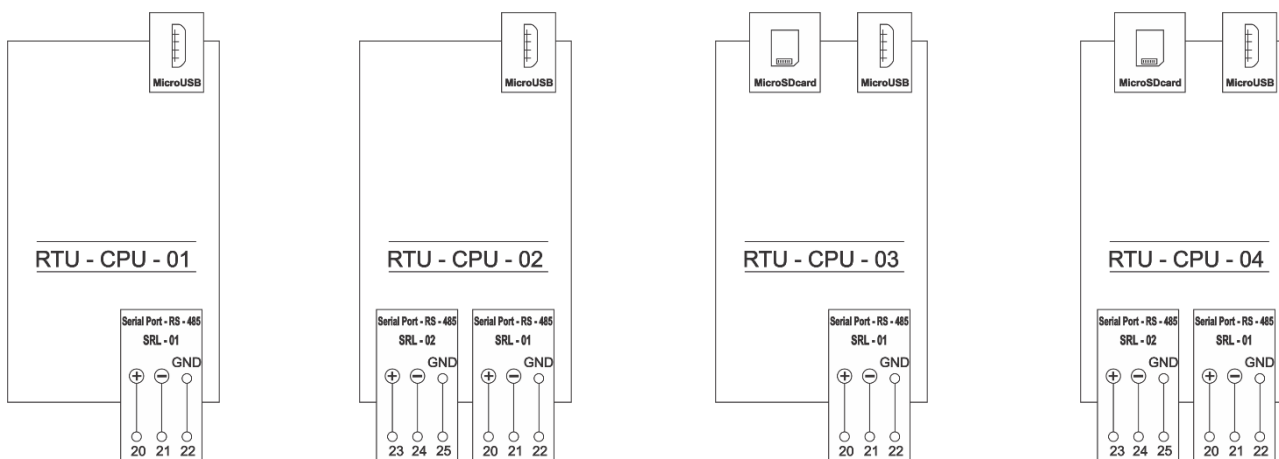 MicroUSB
RTU - CPU - 01
Serial Port - RS - 485
SRL - 01
GND
20 21 22
MicroUSB
RTU - CPU - 02
Serial Port - RS - 485
SRL - 02
GND
23 24 25
Serial Port - RS - 485
SRL - 01
GND
20 21 22
MicroSDcard
MicroUSB
RTU - CPU - 03
Serial Port - RS - 485
SRL - 01
GND
20 21 22
MicroSDcard
MicroUSB
RTU - CPU - 04
Serial Port - RS - 485
SRL - 02
GND
23 24 25
Serial Port - RS - 485
SRL - 01
GND
20 21 22